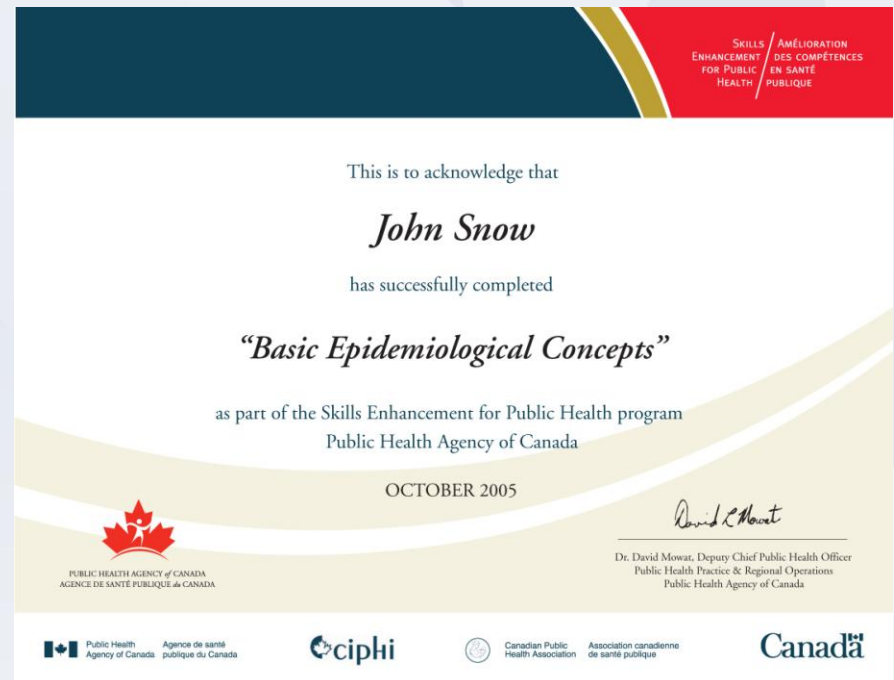 SKILLS / AMÉLIORATION
ENHANCEMENT / DES COMPÉTENCES
FOR PUBLIC / EN SANTÉ
HEALTH / PUBLIQUE
This is to acknowledge that
John Snow
has successfully completed
“Basic Epidemiological Concepts”
as part of the Skills Enhancement for Public Health program
Public Health Agency of Canada
OCTOBER 2005
David L Mowat
Dr. David Mowat, Deputy Chief Public Health Officer
Public Health Practice & Regional Operations
Public Health Agency of Canada
PUBLIC HEALTH AGENCY of CANADA
AGENCE DE SANTÉ PUBLIQUE du CANADA
Public Health Agency of Canada
Agence de santé publique du Canada
ciphi
Canadian Public Health Association
Association canadienne de santé publique
Canada